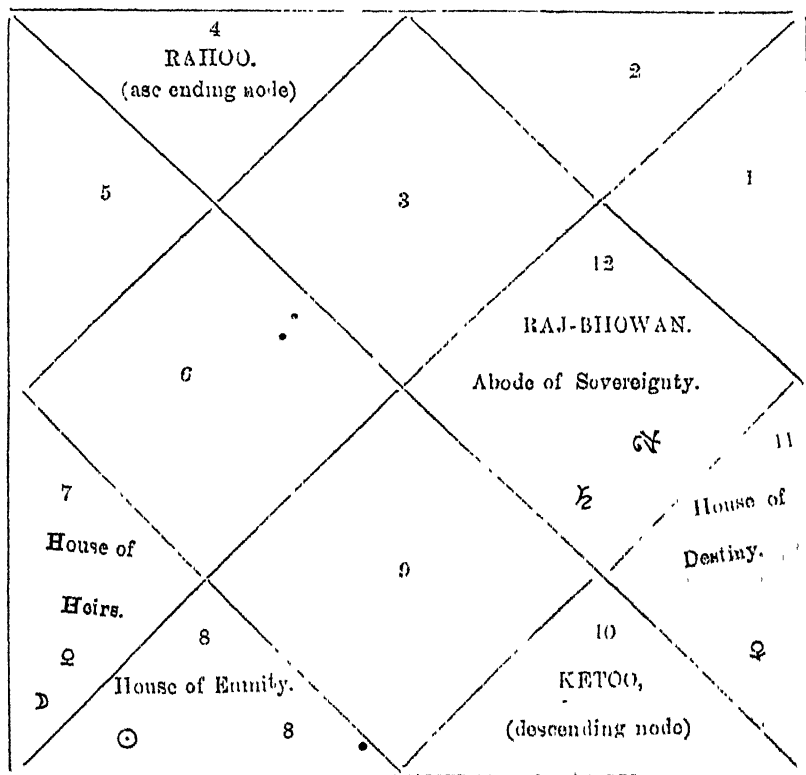 4
RAHOO.
(ascending node)
2
5
3
1
12
RAJ-BHOWAN.
Abode of Sovereignty.
6
♄
11
House of
Destiny.
7
House of
Heirs.
9
8
House of Enmity.
☽
☉
8
10
KETOO,
(descending node)